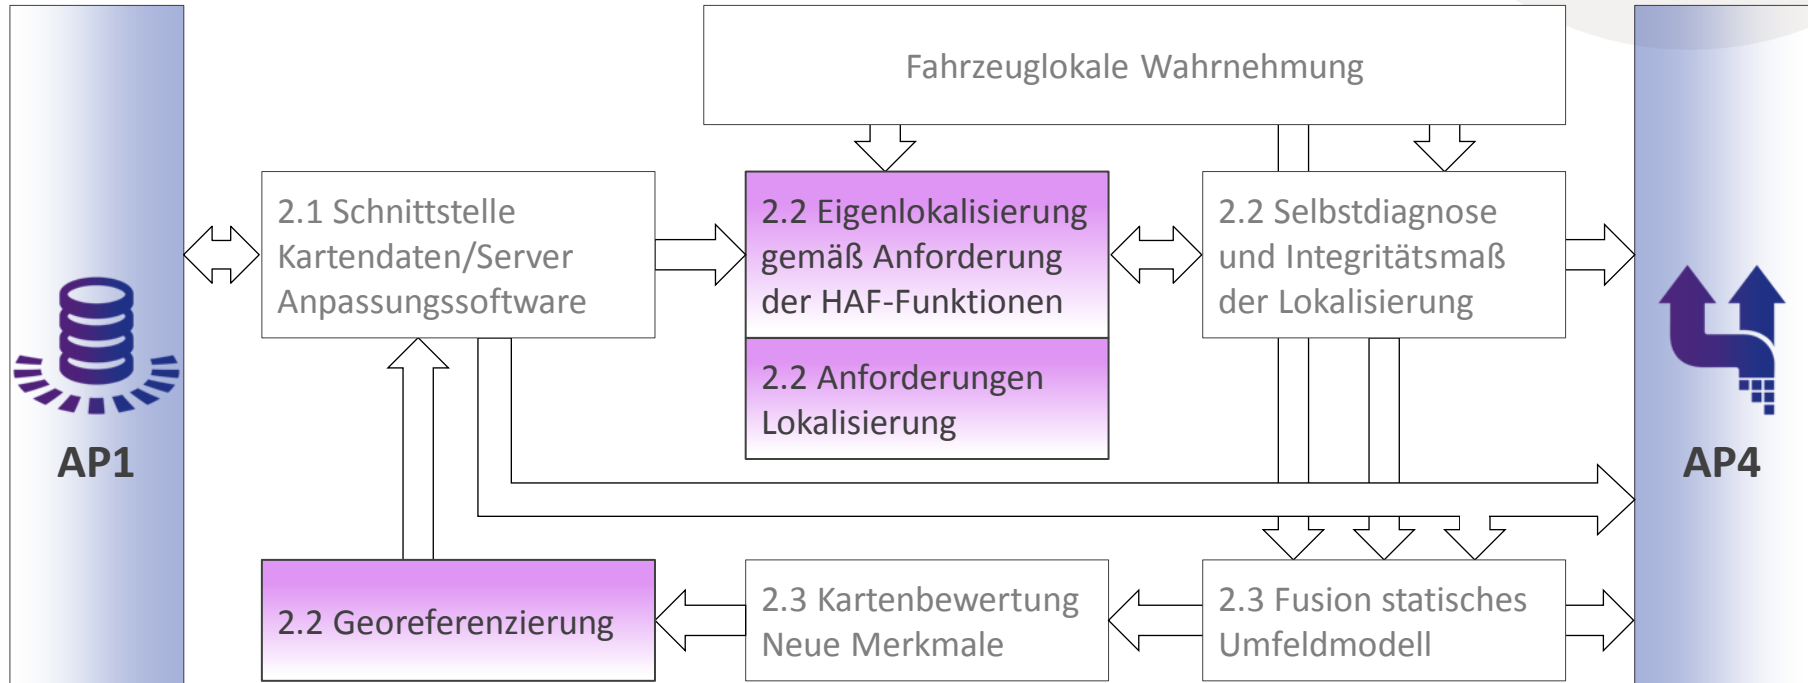 Fahrzeuglokale Wahrnehmung
2.1 Schnittstelle
Kartendaten/Server
Anpassungssoftware
2.2 Eigenlokalisierung
gemäß Anforderung
der HAF-Funktionen
2.2 Selbstdiagnose
und Integritätsmaß
der Lokalisierung
2.2 Anforderungen
Lokalisierung
AP1
AP4
2.2 Georeferenzierung
2.3 Kartenbewertung
Neue Merkmale
2.3 Fusion statisches
Umfeldmodell